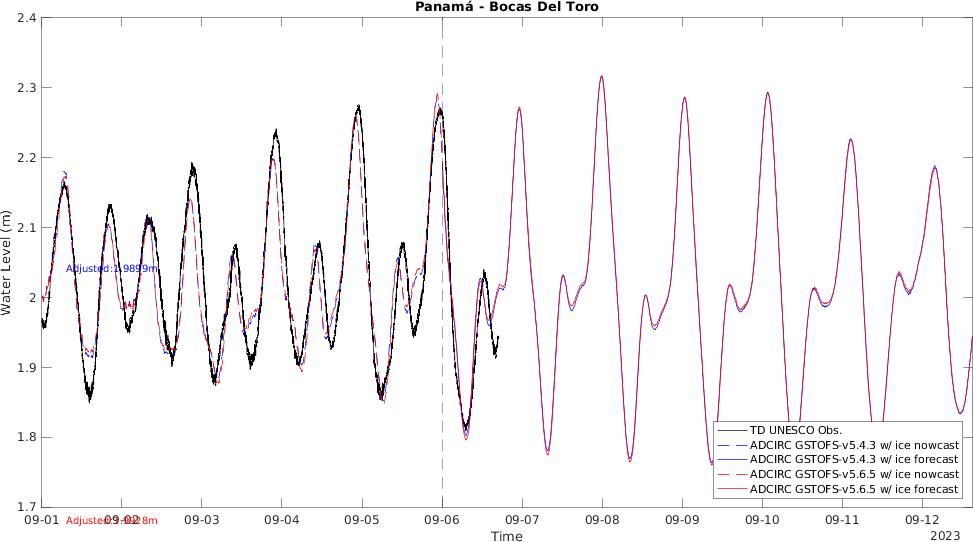 Panamá - Bocas Del Toro
2.4
2.3
2.2
2.1
2
1.9
1.8
1.7
Water Level (m)
Adjusted:1.9899m
TD UNESCO Obs.
ADCIRC GSTOFS-v5.4.3 w/ ice nowcast
ADCIRC GSTOFS-v5.4.3 w/ ice forecast
ADCIRC GSTOFS-v5.6.5 w/ ice nowcast
ADCIRC GSTOFS-v5.6.5 w/ ice forecast
09-01 09-02 09-03 09-04 09-05 09-06 09-07 09-08 09-09 09-10 09-11 09-12
Time
2023